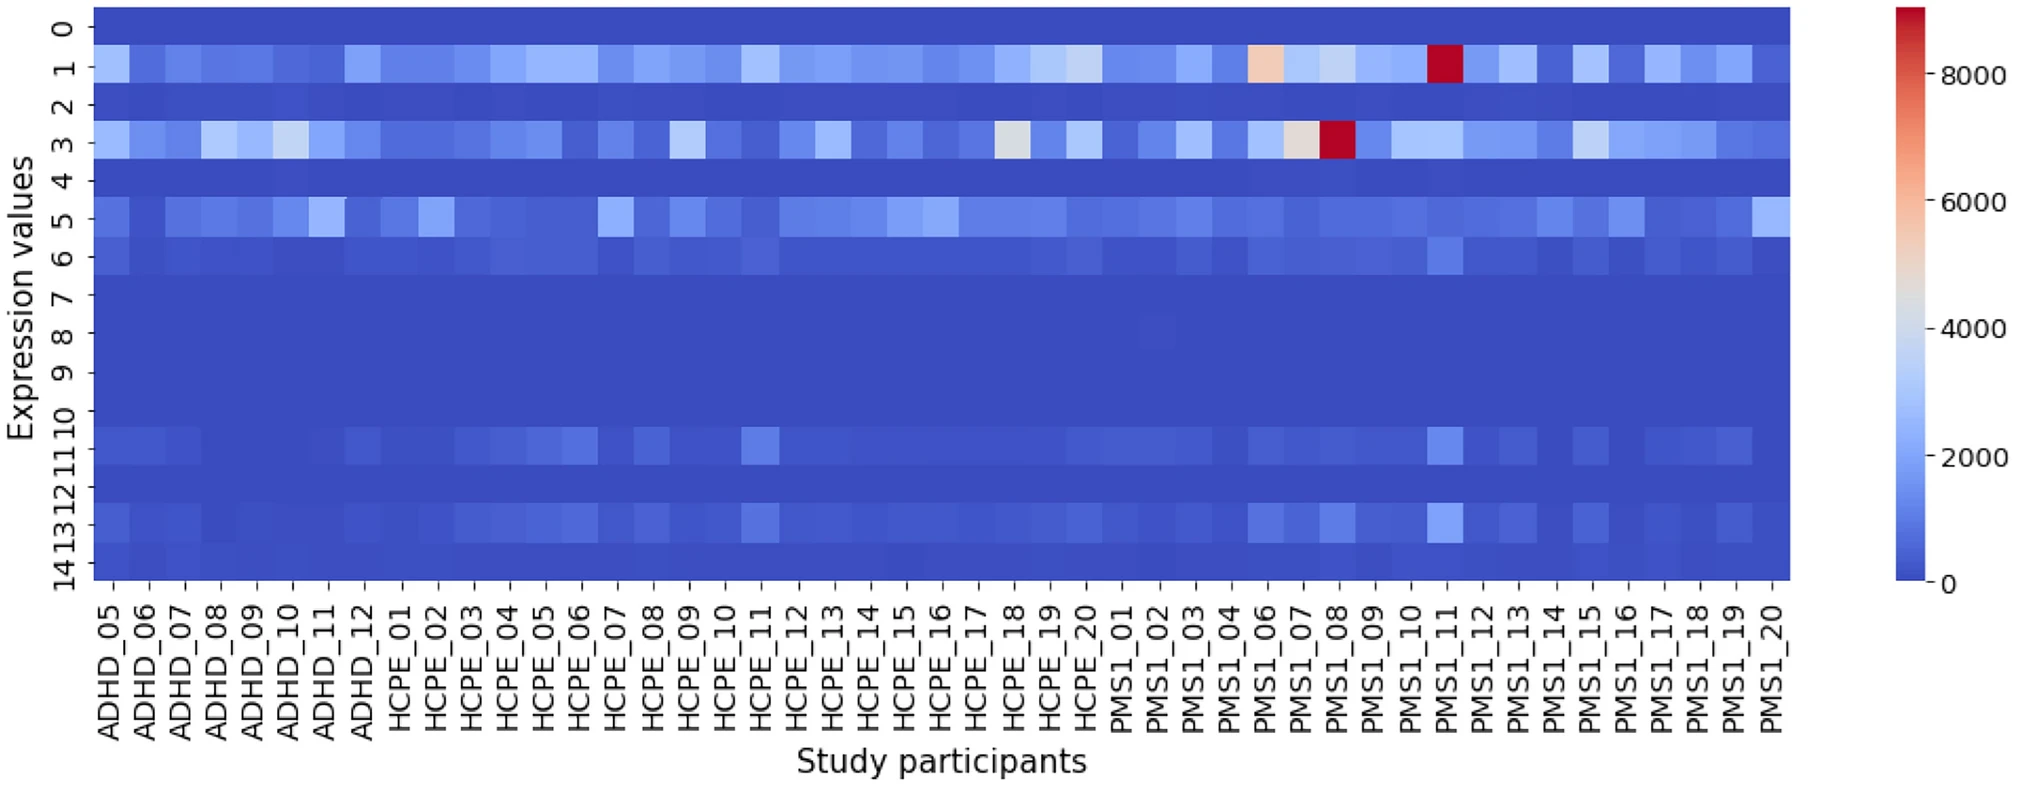 Expression values
0
1
2
3
4
5
6
7
8
9
10
11
12
13
14
ADHD_05
ADHD_06
ADHD_07
ADHD_08
ADHD_09
ADHD_10
ADHD_11
ADHD_12
HCPE_01
HCPE_02
HCPE_03
HCPE_04
HCPE_05
HCPE_06
HCPE_07
HCPE_08
HCPE_09
HCPE_10
HCPE_11
HCPE_12
HCPE_13
HCPE_14
HCPE_15
HCPE_16
HCPE_17
HCPE_18
HCPE_19
HCPE_20
PMS1_01
PMS1_02
PMS1_03
PMS1_04
PMS1_06
PMS1_07
PMS1_08
PMS1_09
PMS1_10
PMS1_11
PMS1_12
PMS1_13
PMS1_14
PMS1_15
PMS1_16
PMS1_17
PMS1_18
PMS1_19
PMS1_20
Study participants
8000
6000
4000
2000
0